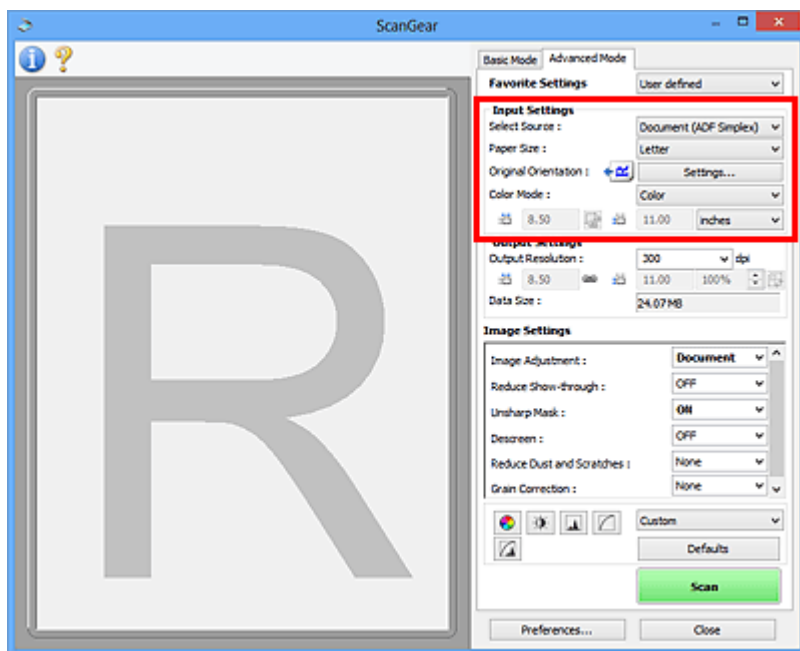 ScanGear
Basic Mode Advanced Mode
Favorite Settings User defined
Input Settings
Select Source : Document (ADF Simplex)
Paper Size : Letter
Original Orientation : Settings...
Color Mode : Color
8.50 11.00 inches
Output Settings
Output Resolution : 300 dpi
8.50 11.00 100%
Data Size : 24.07MB
Image Settings
Image Adjustment : Document
Reduce Show-through : OFF
Unsharp Mask : ON
Descreen : OFF
Reduce Dust and Scratches : None
Grain Correction : None
R
Custom
Defaults
Scan
Preferences... Close